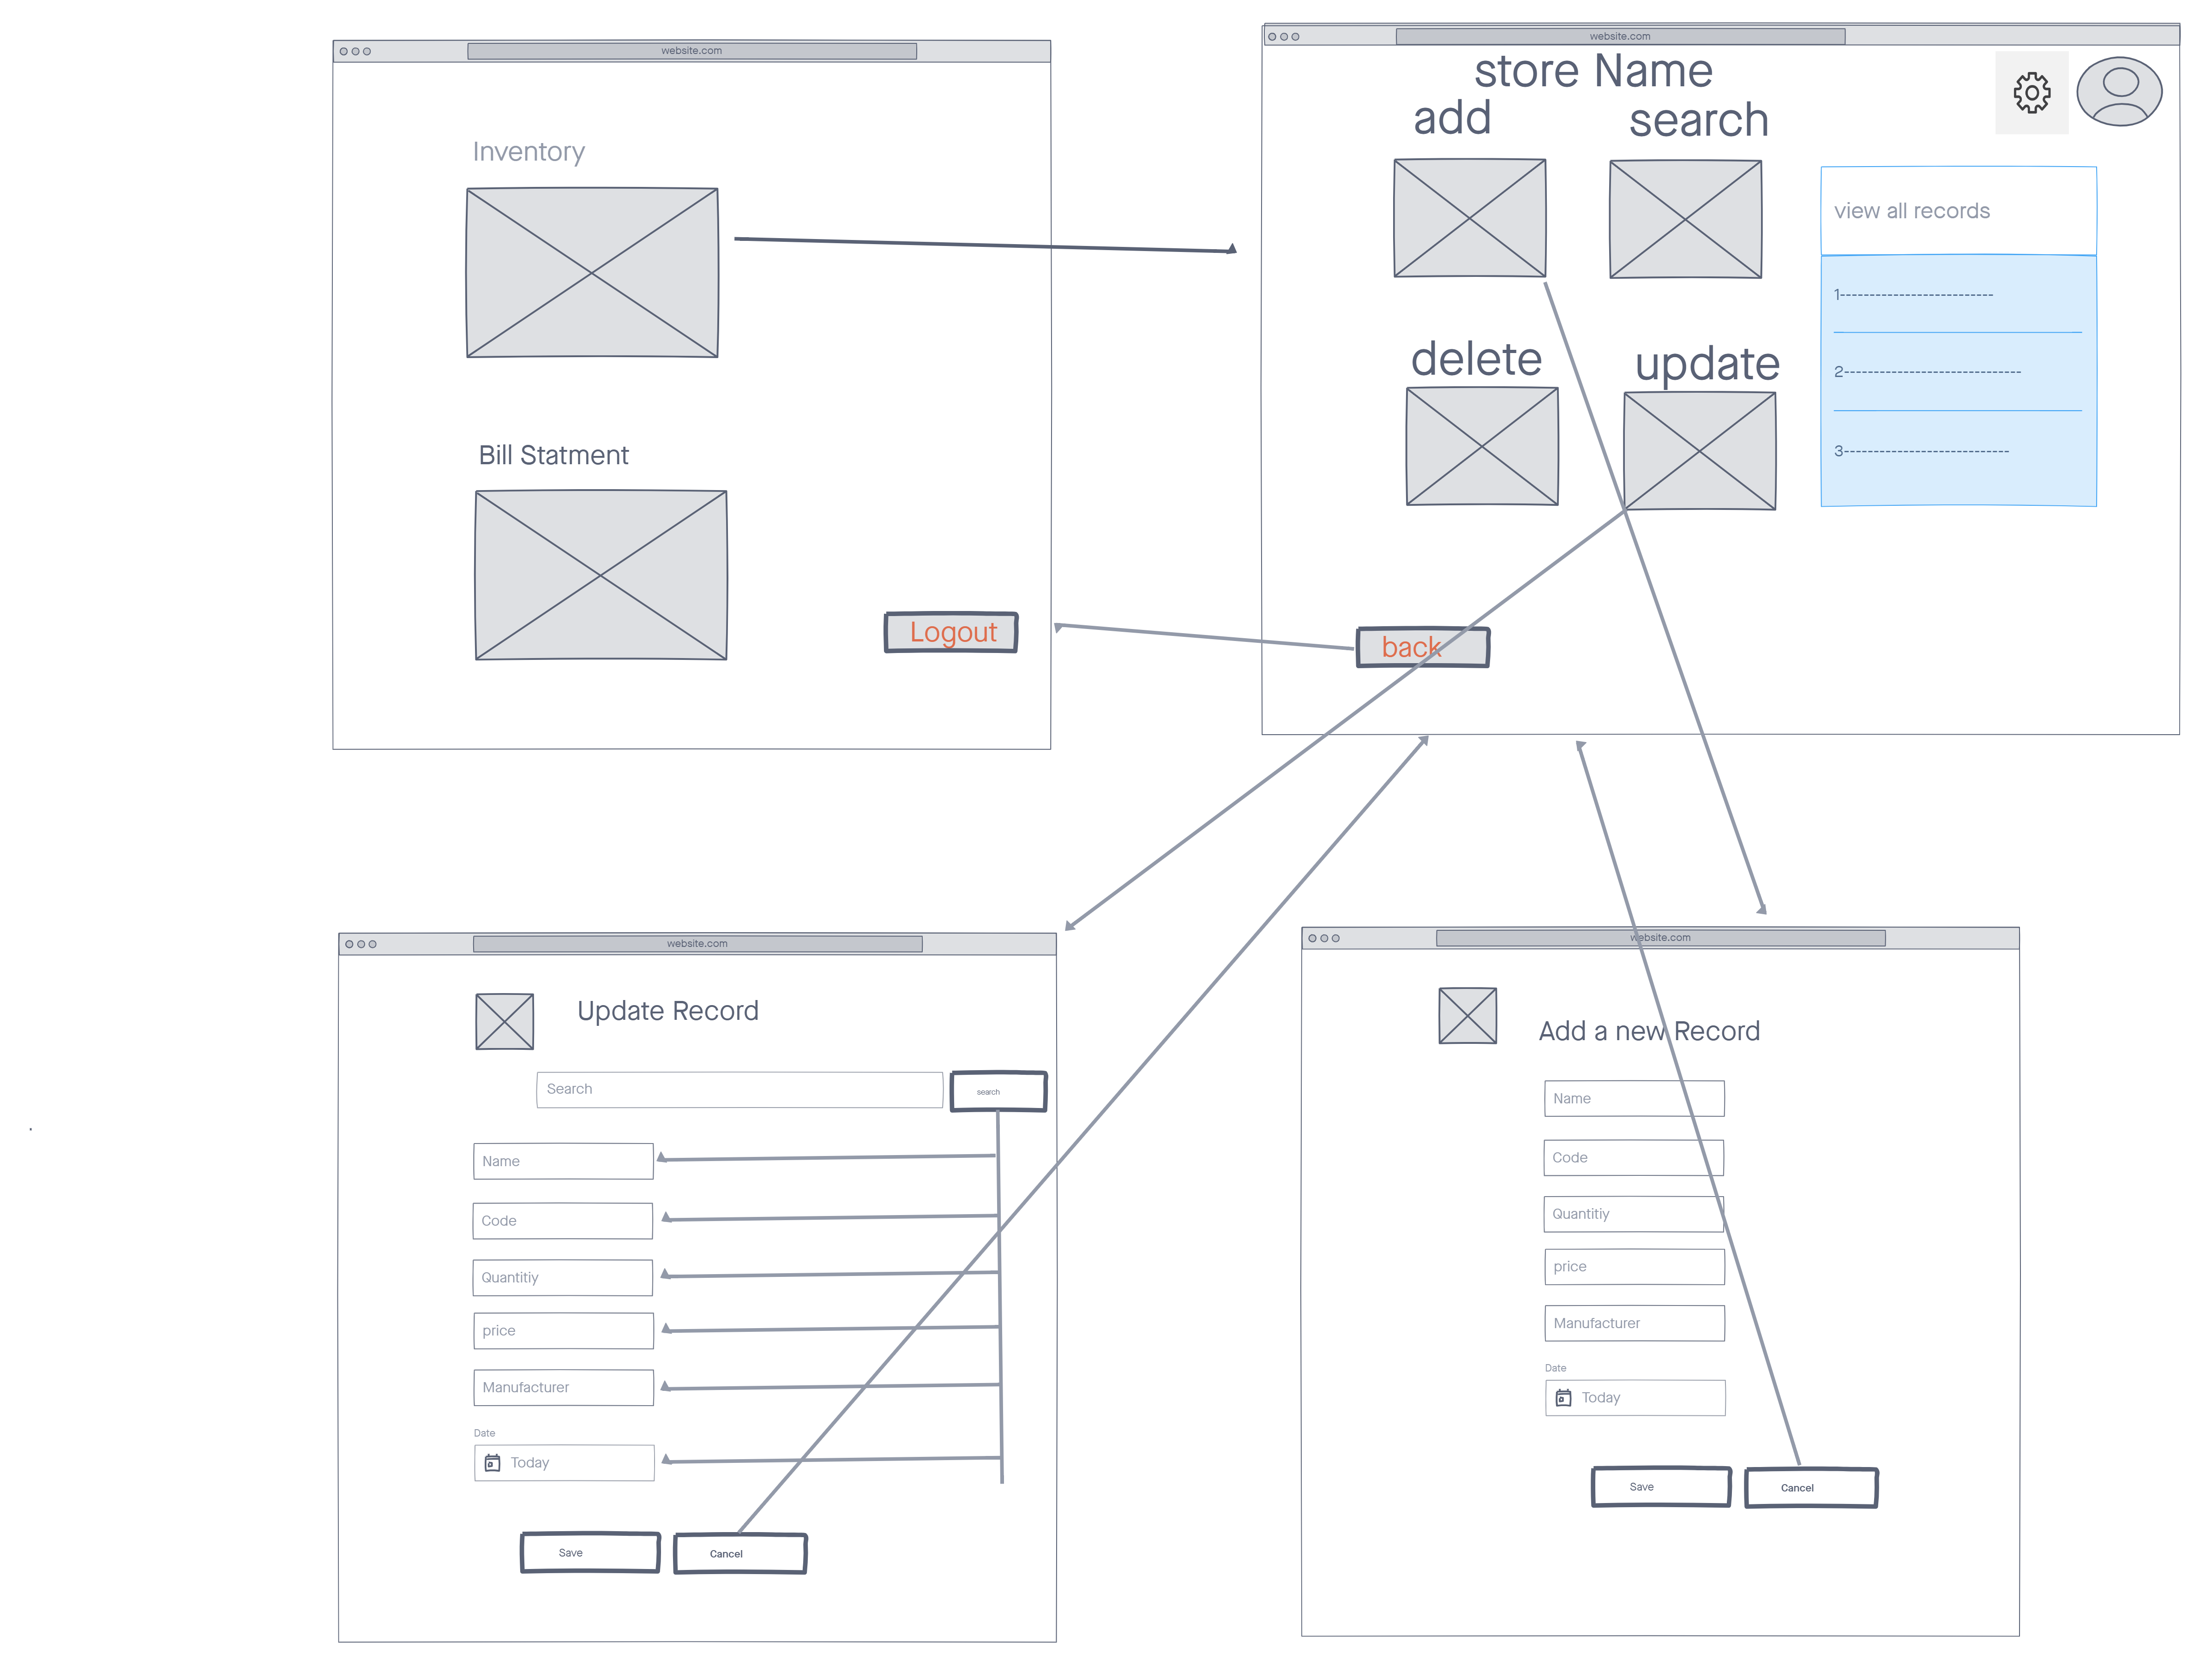 website.com
Inventory
Bill Statment
Logout
website.com
store Name
add
search
view all records
1--------------------------
2------------------------------
3----------------------------
delete
update
back
website.com
Update Record
Search
search
Name
Code
Quantitiy
price
Manufacturer
Date
Today
Save
Cancel
website.com
Add a new Record
Name
Code
Quantitiy
price
Manufacturer
Date
Today
Save
Cancel